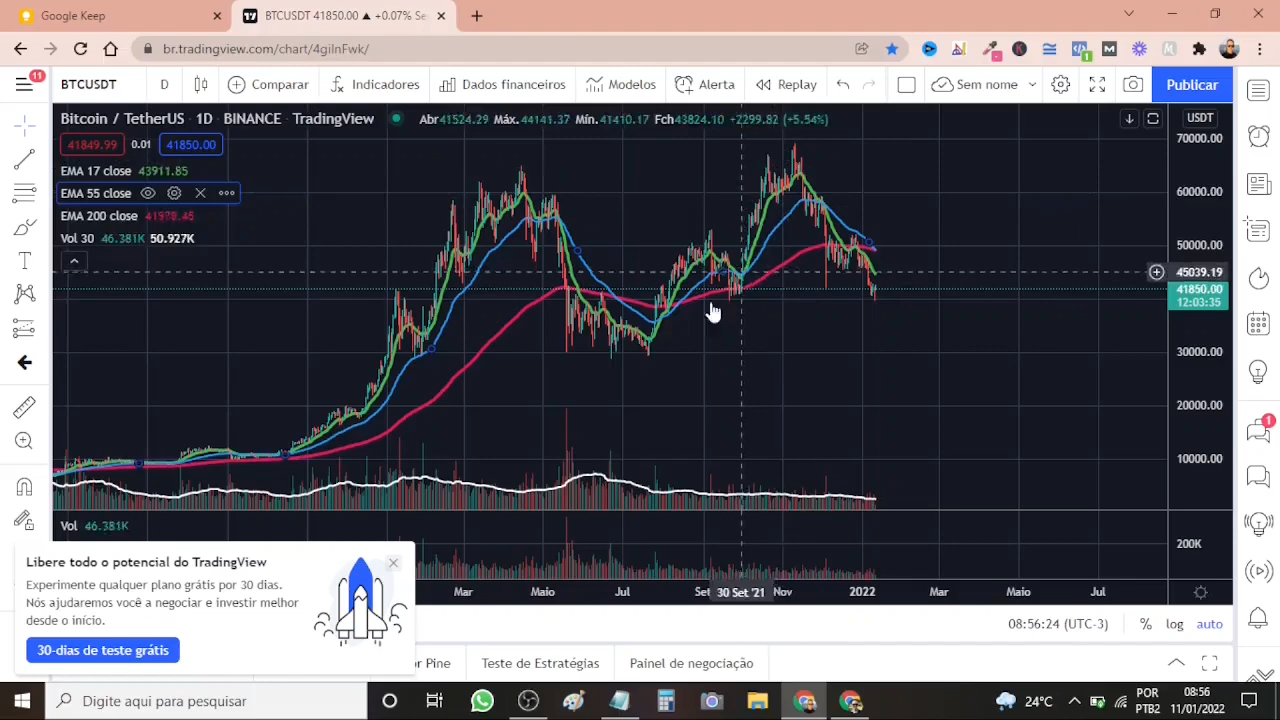 Google Keep
BTCUSDT 41850.00 ▲ +0.07% Se
br.tradingview.com/chart/4gilnFwk/
11
BTCUSDT
D
Comparar
Indicadores
Dados financeiros
Modelos
Alerta
Replay
Sem nome
Publicar
Bitcoin / TetherUS · 1D · BINANCE · TradingView
Abr41524.29 Máx.44141.37 Mín.41410.17 Fch43824.10 +2299.82 (+5.54%)
USDT
41849.99 0.01 41850.00
EMA 17 close 43911.85
EMA 55 close
EMA 200 close
Vol 30 46.381K 50.927K
70000.00
60000.00
50000.00
45039.19
41850.00
12:03:35
30000.00
20000.00
10000.00
Vol 46.381K
200K
Mar
Maio
Jul
Set
30 Set '21
Nov
2022
Mar
Maio
Jul
Libere todo o potencial do TradingView
Experimente qualquer plano grátis por 30 dias.
Nós ajudaremos você a negociar e investir melhor
desde o início.
30-dias de teste grátis
08:56:24 (UTC-3)
%
log
auto
or Pine
Teste de Estratégias
Painel de negociação
1
Digite aqui para pesquisar
24°C
POR
PTB2
08:56
11/01/2022